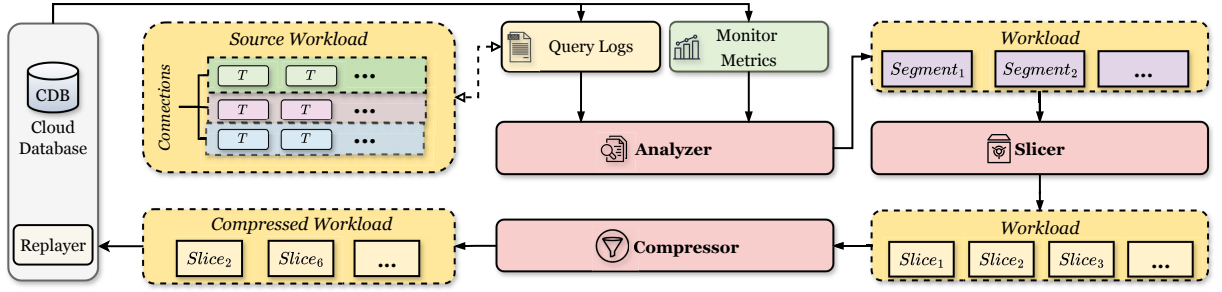 CDB
Cloud
Database
Replayer
Source Workload
Connections
T T ...
T T ...
T T ...
Query Logs
Monitor
Metrics
Analyzer
Workload
Segment₁ Segment₂ ...
Slicer
Workload
Slice₁ Slice₂ Slice₃ ...
Compressor
Compressed Workload
Slice₂ Slice₆ ...